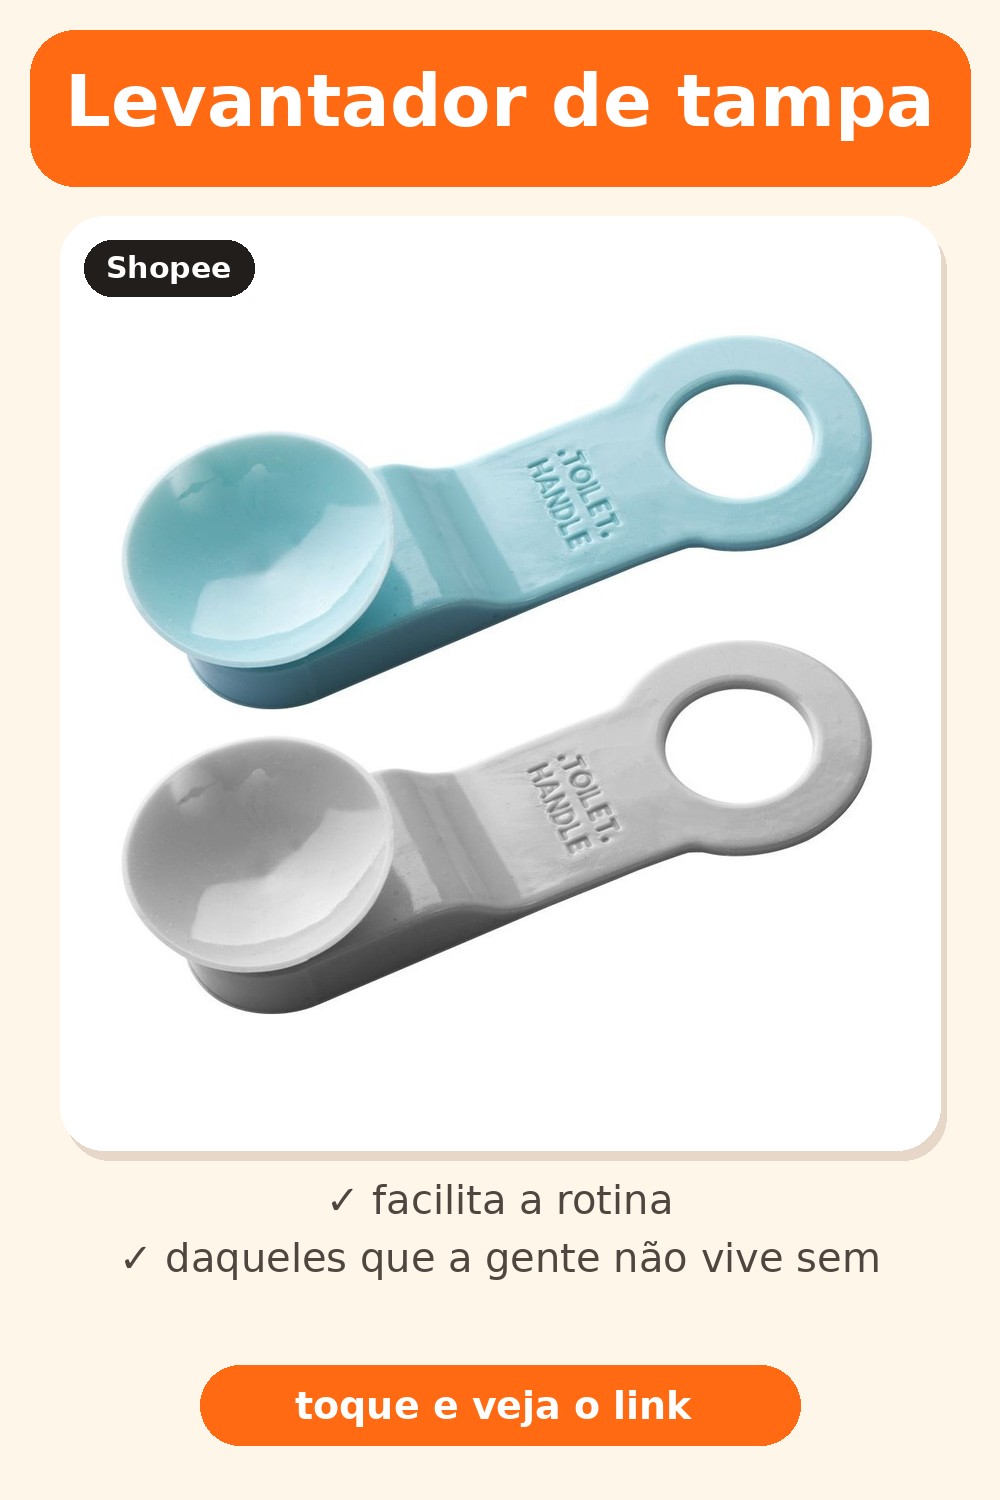 Levantador de tampa
Shopee
.TOILET.
HANDLE
.TOILET.
HANDLE
✓ facilita a rotina
✓ daqueles que a gente não vive sem
toque e veja o link